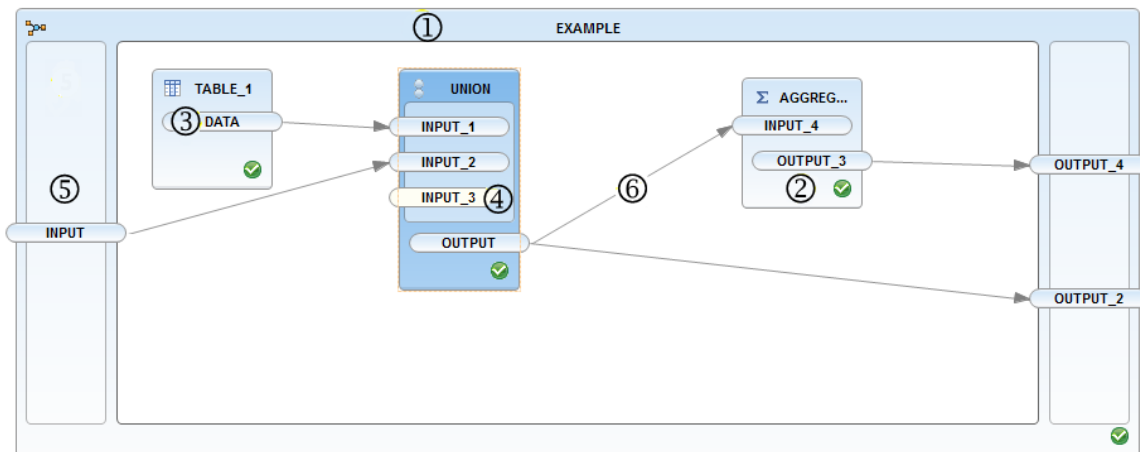 ① EXAMPLE
TABLE_1
③ DATA
UNION
INPUT_1
INPUT_2
INPUT_3 ④
OUTPUT
Σ AGGREG...
INPUT_4
OUTPUT_3
②
⑤
INPUT
⑥
OUTPUT_4
OUTPUT_2